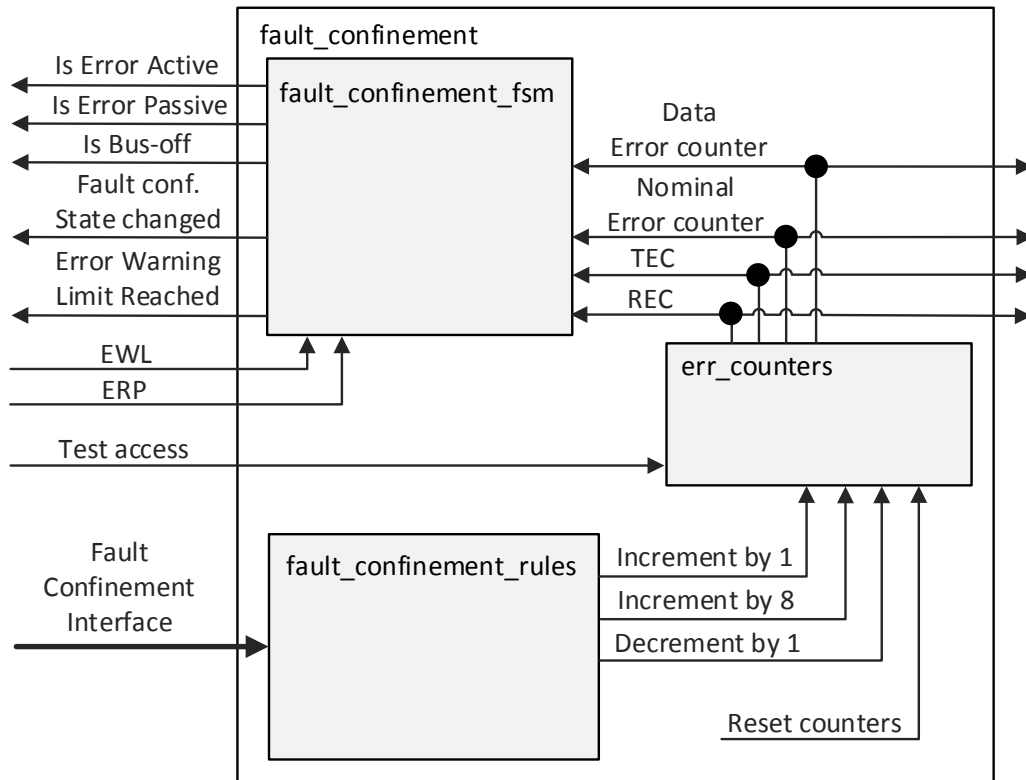 fault_confinement
Is Error Active
fault_confinement_fsm
Is Error Passive
Is Bus-off
Fault conf.
State changed
Error Warning
Limit Reached
Data
Error counter
Nominal
Error counter
TEC
REC
EWL
ERP
err_counters
Test access
Fault
Confinement
Interface
fault_confinement_rules
Increment by 1
Increment by 8
Decrement by 1
Reset counters